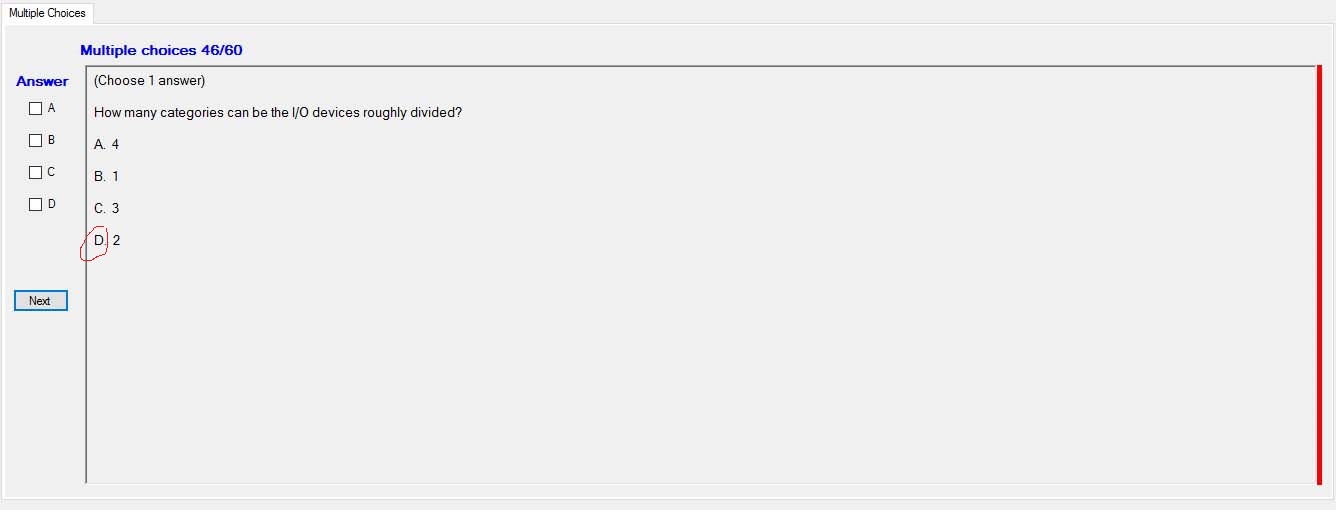 Multiple Choices
Multiple choices 46/60
Answer
A
B
C
D
Next
(Choose 1 answer)
How many categories can be the I/O devices roughly divided?
A. 4
B. 1
C. 3
D. 2